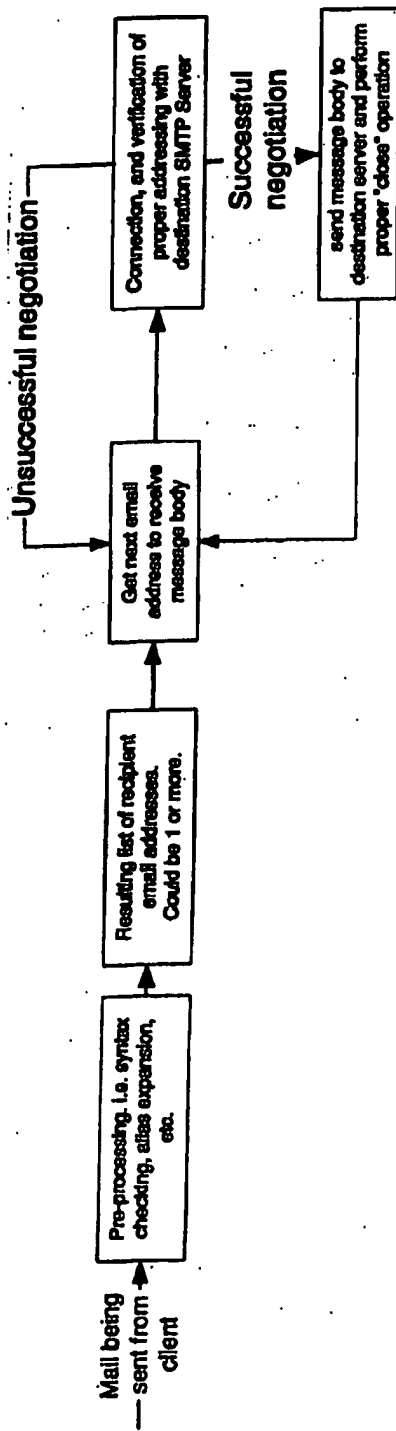 Mail being
sent from
client
Pre-processing. i.e. syntax
checking, alias expansion,
etc.
Resulting list of recipient
email addresses.
Could be 1 or more.
Get next email
address to receive
message body
Unsuccessful negotiation
Connection, and verification of
proper addressing with
destination SMTP Server
Successful
negotiation
send message body to
destination server and perform
proper "close" operation